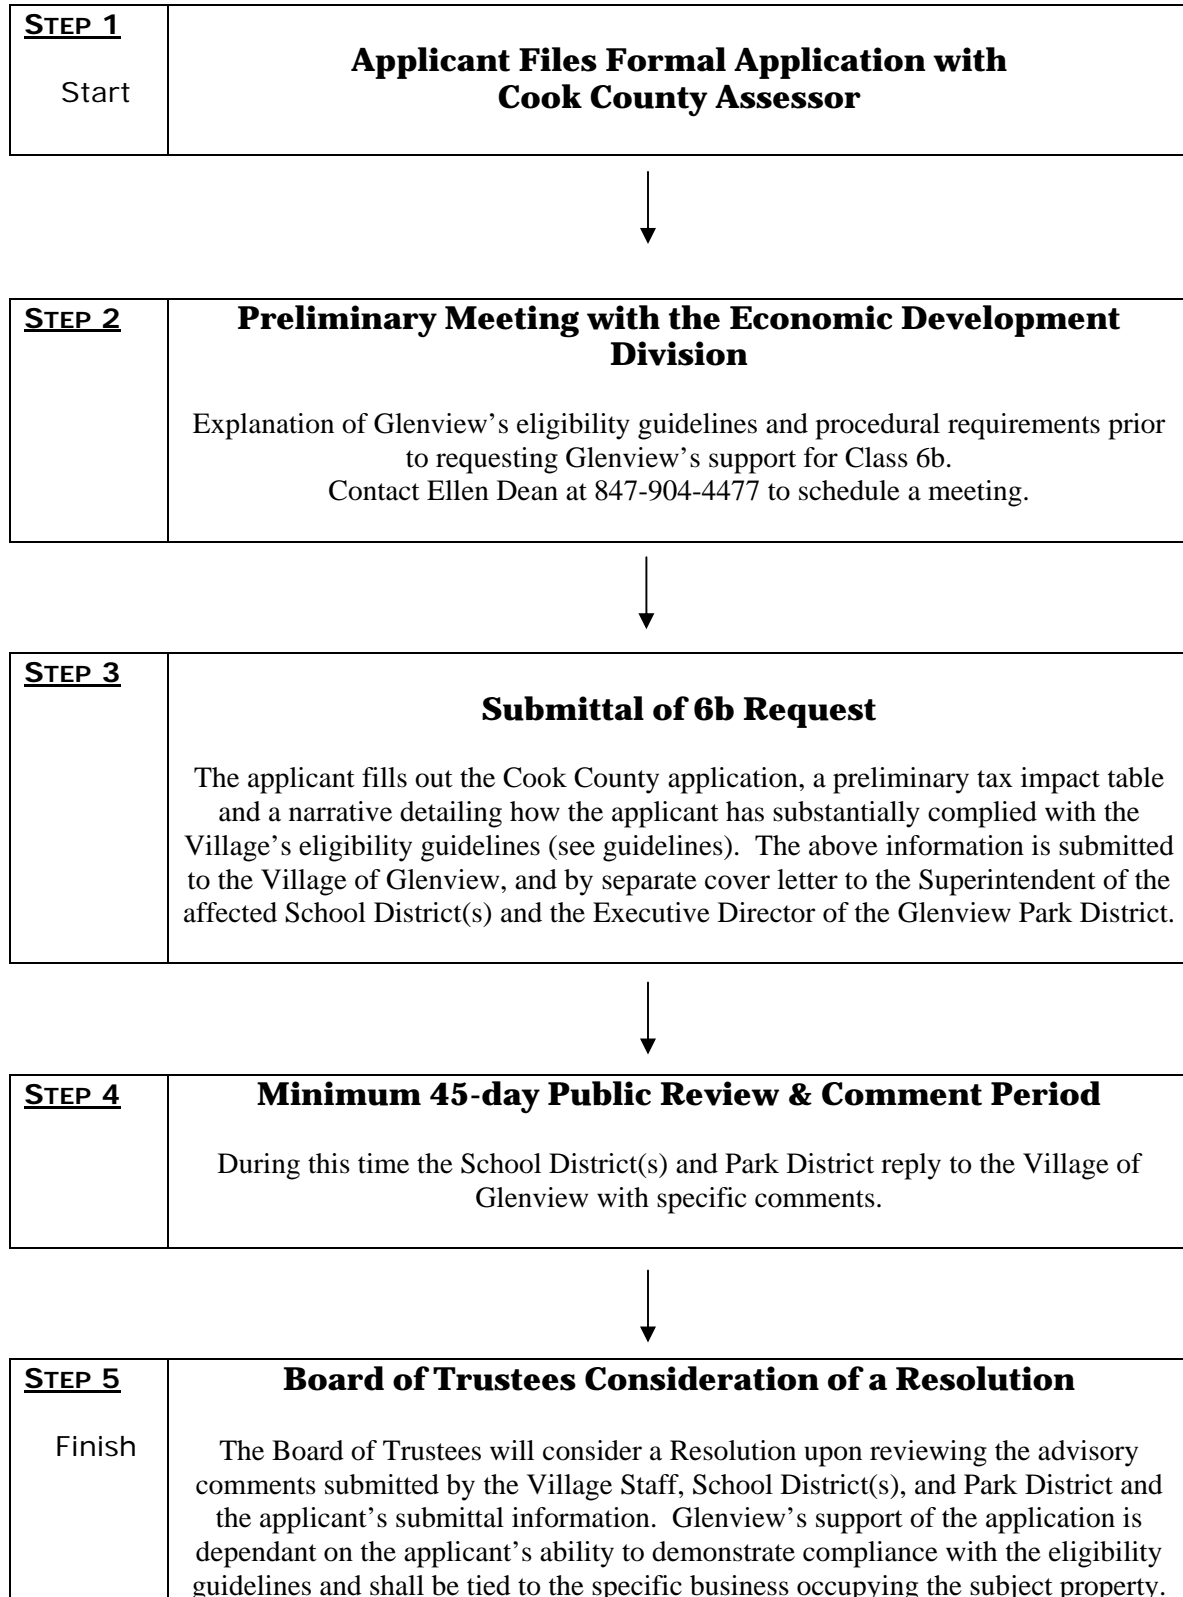 STEP 1
Start
Applicant Files Formal Application with
Cook County Assessor
STEP 2
Preliminary Meeting with the Economic Development
Division
Explanation of Glenview’s eligibility guidelines and procedural requirements prior
to requesting Glenview’s support for Class 6b.
Contact Ellen Dean at 847-904-4477 to schedule a meeting.
STEP 3
Submittal of 6b Request
The applicant fills out the Cook County application, a preliminary tax impact table
and a narrative detailing how the applicant has substantially complied with the
Village’s eligibility guidelines (see guidelines). The above information is submitted
to the Village of Glenview, and by separate cover letter to the Superintendent of the
affected School District(s) and the Executive Director of the Glenview Park District.
STEP 4
Minimum 45-day Public Review & Comment Period
During this time the School District(s) and Park District reply to the Village of
Glenview with specific comments.
STEP 5
Finish
Board of Trustees Consideration of a Resolution
The Board of Trustees will consider a Resolution upon reviewing the advisory
comments submitted by the Village Staff, School District(s), and Park District and
the applicant’s submittal information. Glenview’s support of the application is
dependant on the applicant’s ability to demonstrate compliance with the eligibility
guidelines and shall be tied to the specific business occupying the subject property.